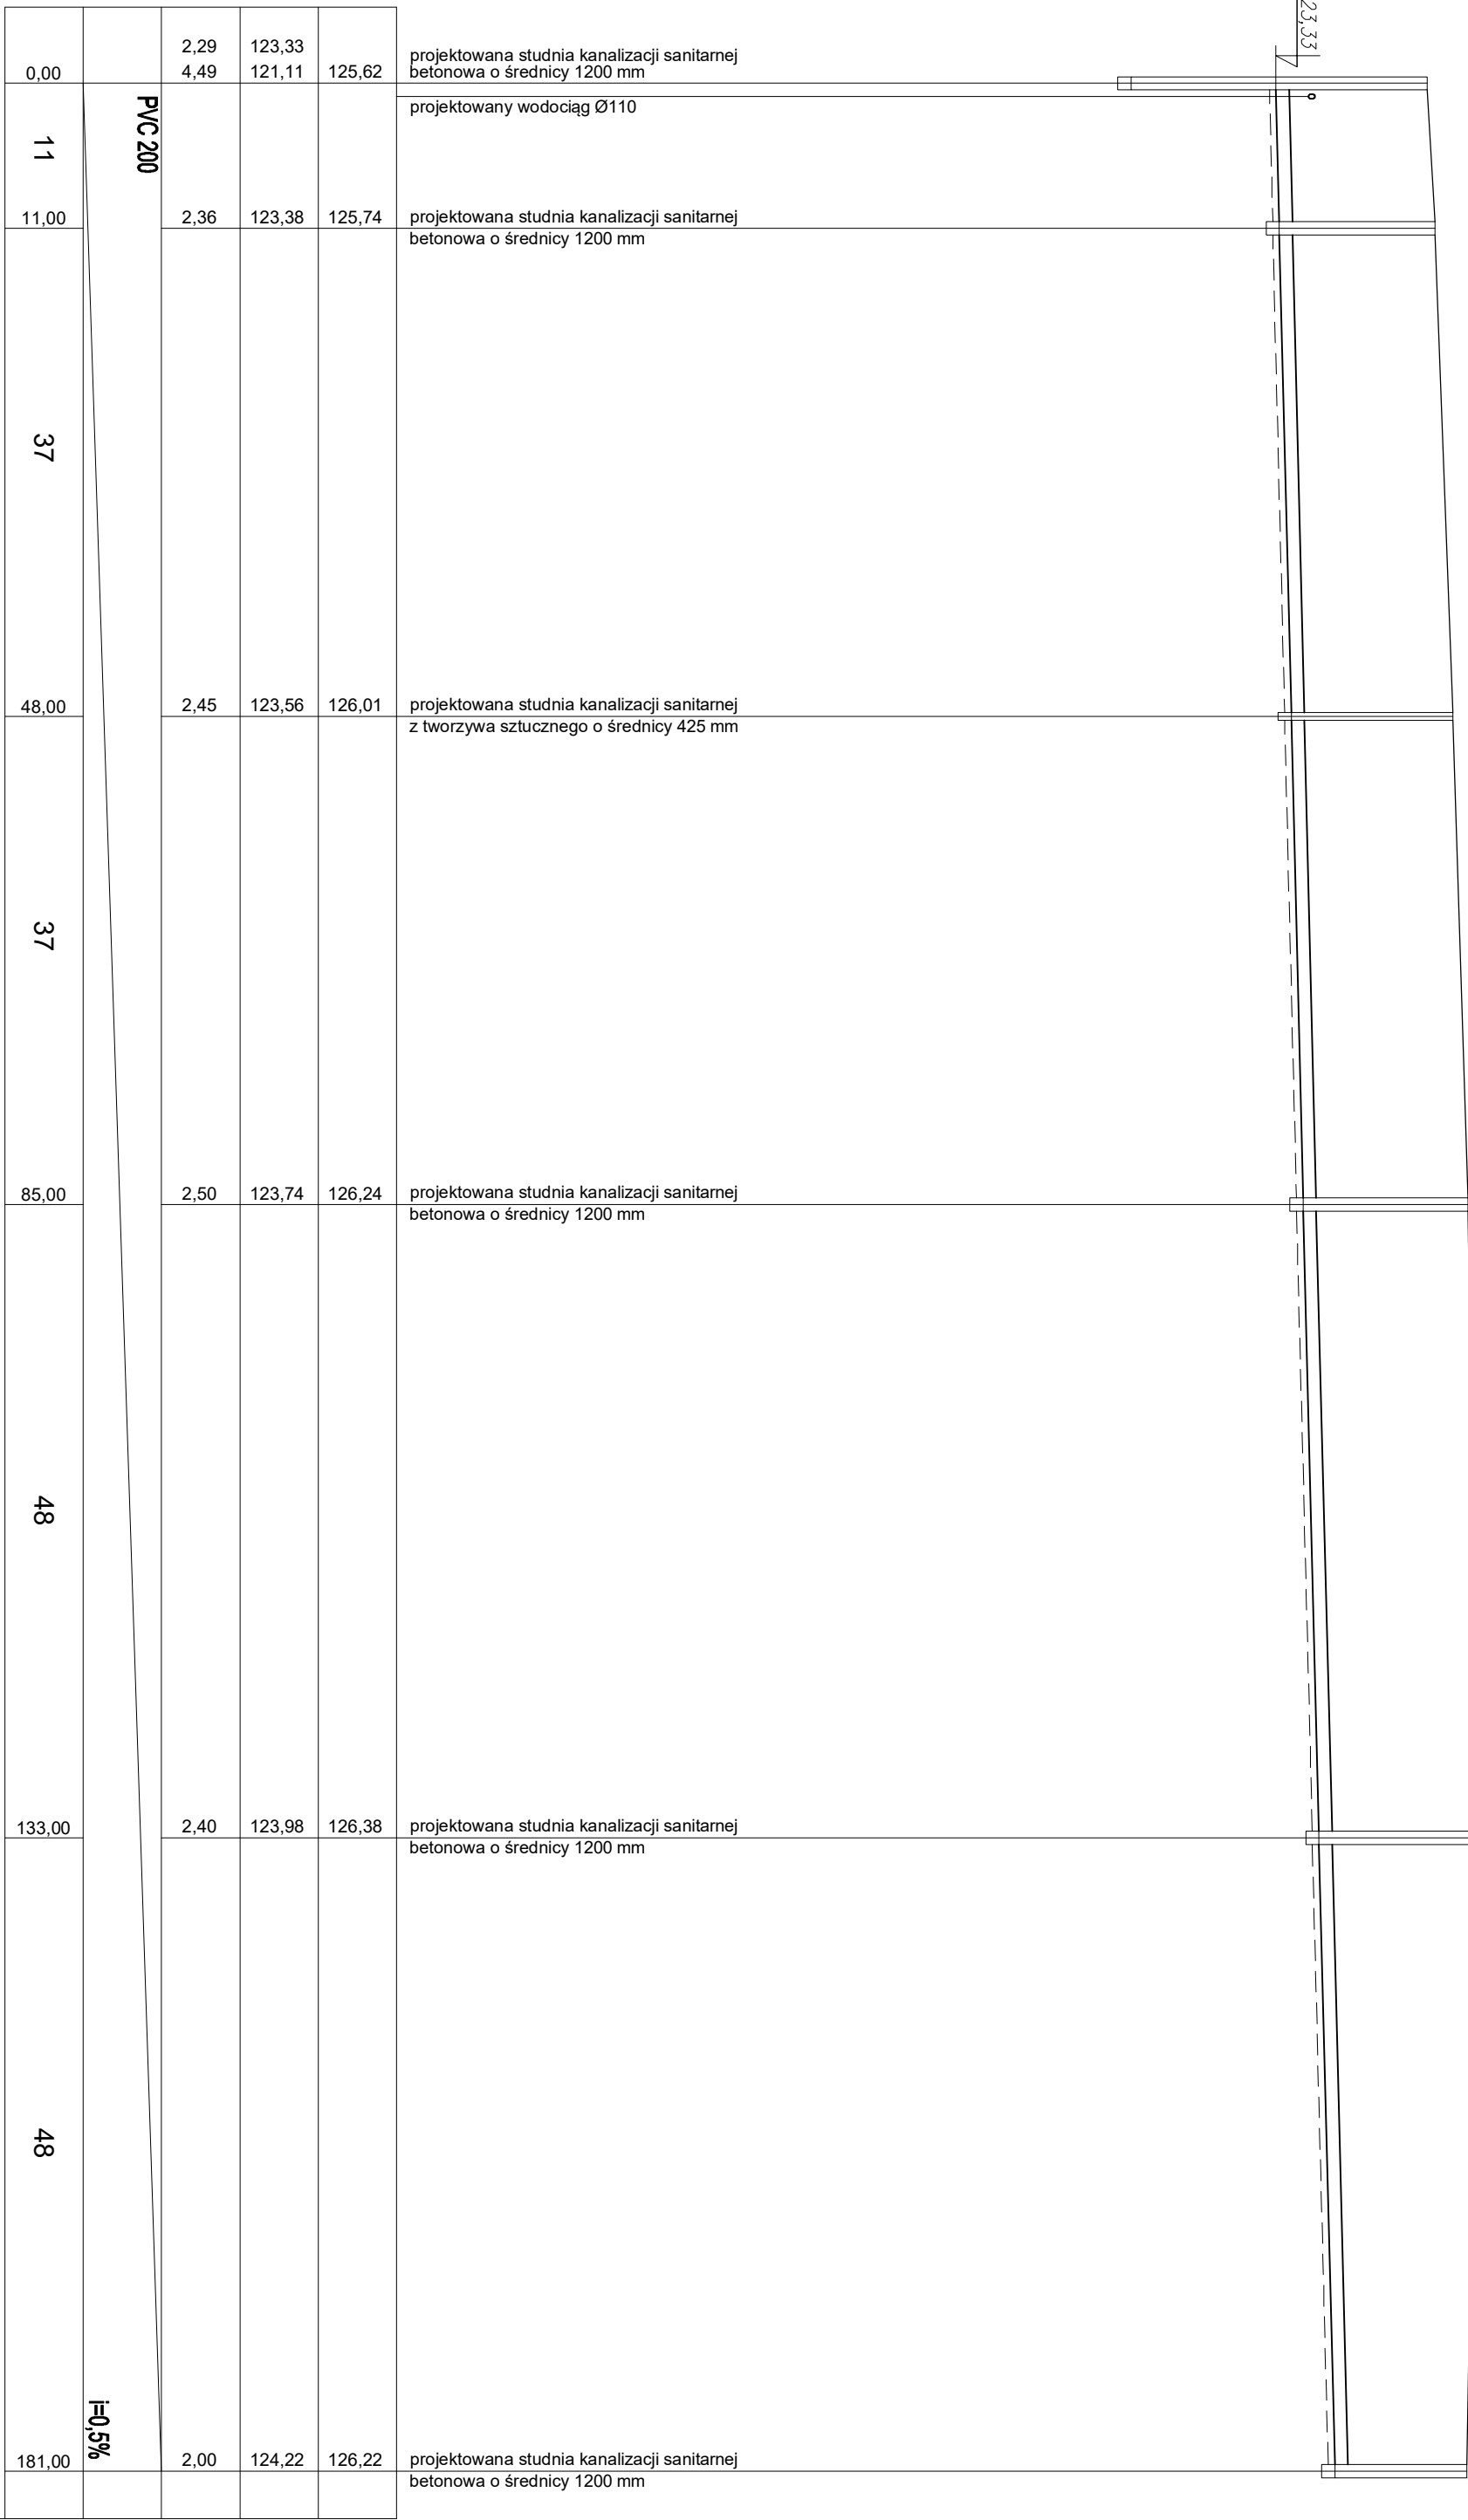 23,33
2,29 123,33
projektowana studnia kanalizacji sanitarnej
0,00 4,49 121,11 125,62 betonowa o średnicy 1200 mm
projektowany wodociąg Ø110
PVC 200
11
11,00 2,36 123,38 125,74 projektowana studnia kanalizacji sanitarnej
betonowa o średnicy 1200 mm
37
48,00 2,45 123,56 126,01 projektowana studnia kanalizacji sanitarnej
z tworzywa sztucznego o średnicy 425 mm
37
85,00 2,50 123,74 126,24 projektowana studnia kanalizacji sanitarnej
betonowa o średnicy 1200 mm
48
133,00 2,40 123,98 126,38 projektowana studnia kanalizacji sanitarnej
betonowa o średnicy 1200 mm
48
i=0,5%
181,00 2,00 124,22 126,22 projektowana studnia kanalizacji sanitarnej
betonowa o średnicy 1200 mm